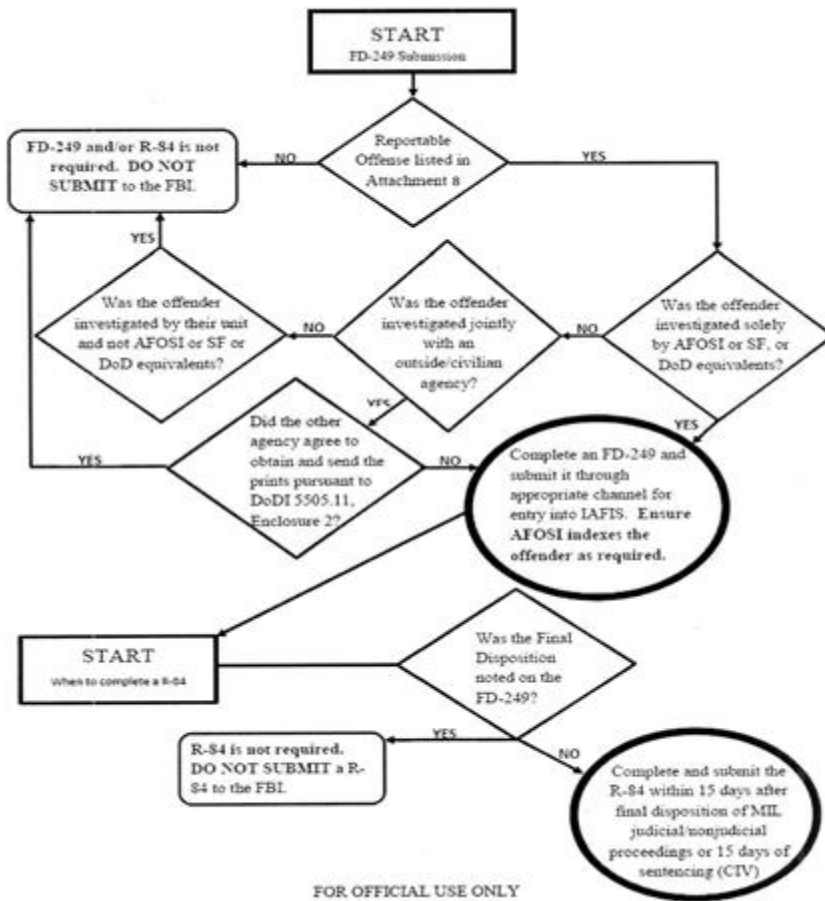 START
FD-249 Submission
Reportable
Offense listed in
Attachment 8
NO
YES
FD-249 and/or R-84 is not
required. DO NOT
SUBMIT to the FBI.
YES
Was the offender
investigated by their unit
and not AFOSI or SF or
DoD equivalents?
NO
Was the offender
investigated jointly
with an
outside/civilian
agency?
NO
Was the offender
investigated solely
by AFOSI or SF, or
DoD equivalents?
YES
YES
Did the other
agency agree to
obtain and send the
prints pursuant to
DoDI 5505.11,
Enclosure 2?
YES
NO
Complete an FD-249 and
submit it through
appropriate channel for
entry into IAFIS. Ensure
AFOSI indexes the
offender as required.
START
When to complete a R-84
Was the Final
Disposition
noted on the
FD-249?
YES
NO
R-84 is not required.
DO NOT SUBMIT a R-
84 to the FBI.
Complete and submit the
R-84 within 15 days after
final disposition of MIL
judicial/nonjudicial
proceedings or 15 days of
sentencing (CIV)
FOR OFFICIAL USE ONLY